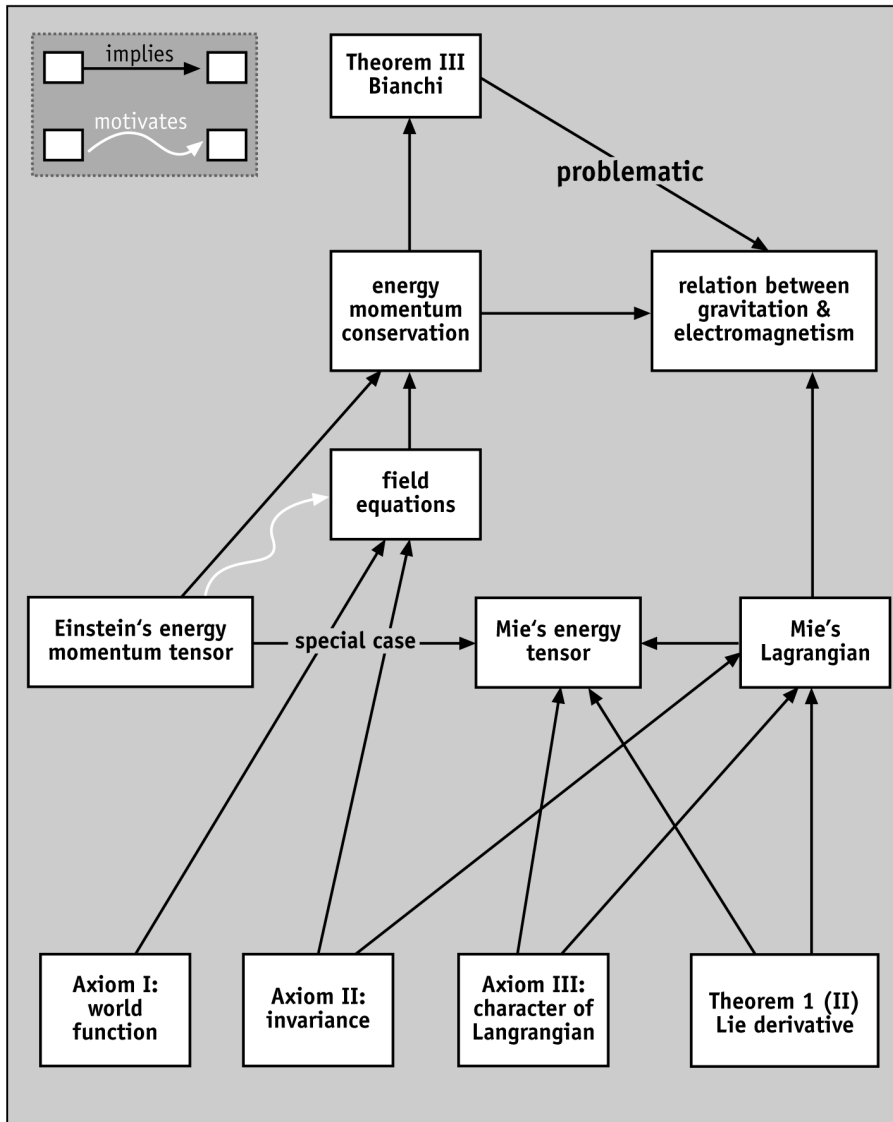 implies
motivates
Theorem III
Bianchi
problematic
energy
momentum
conservation
relation between
gravitation &
electromagnetism
field
equations
Einstein‘s energy
momentum tensor
special case
Mie‘s energy
tensor
Mie’s
Lagrangian
Axiom I:
world
function
Axiom II:
invariance
Axiom III:
character of
Langrangian
Theorem 1 (II)
Lie derivative